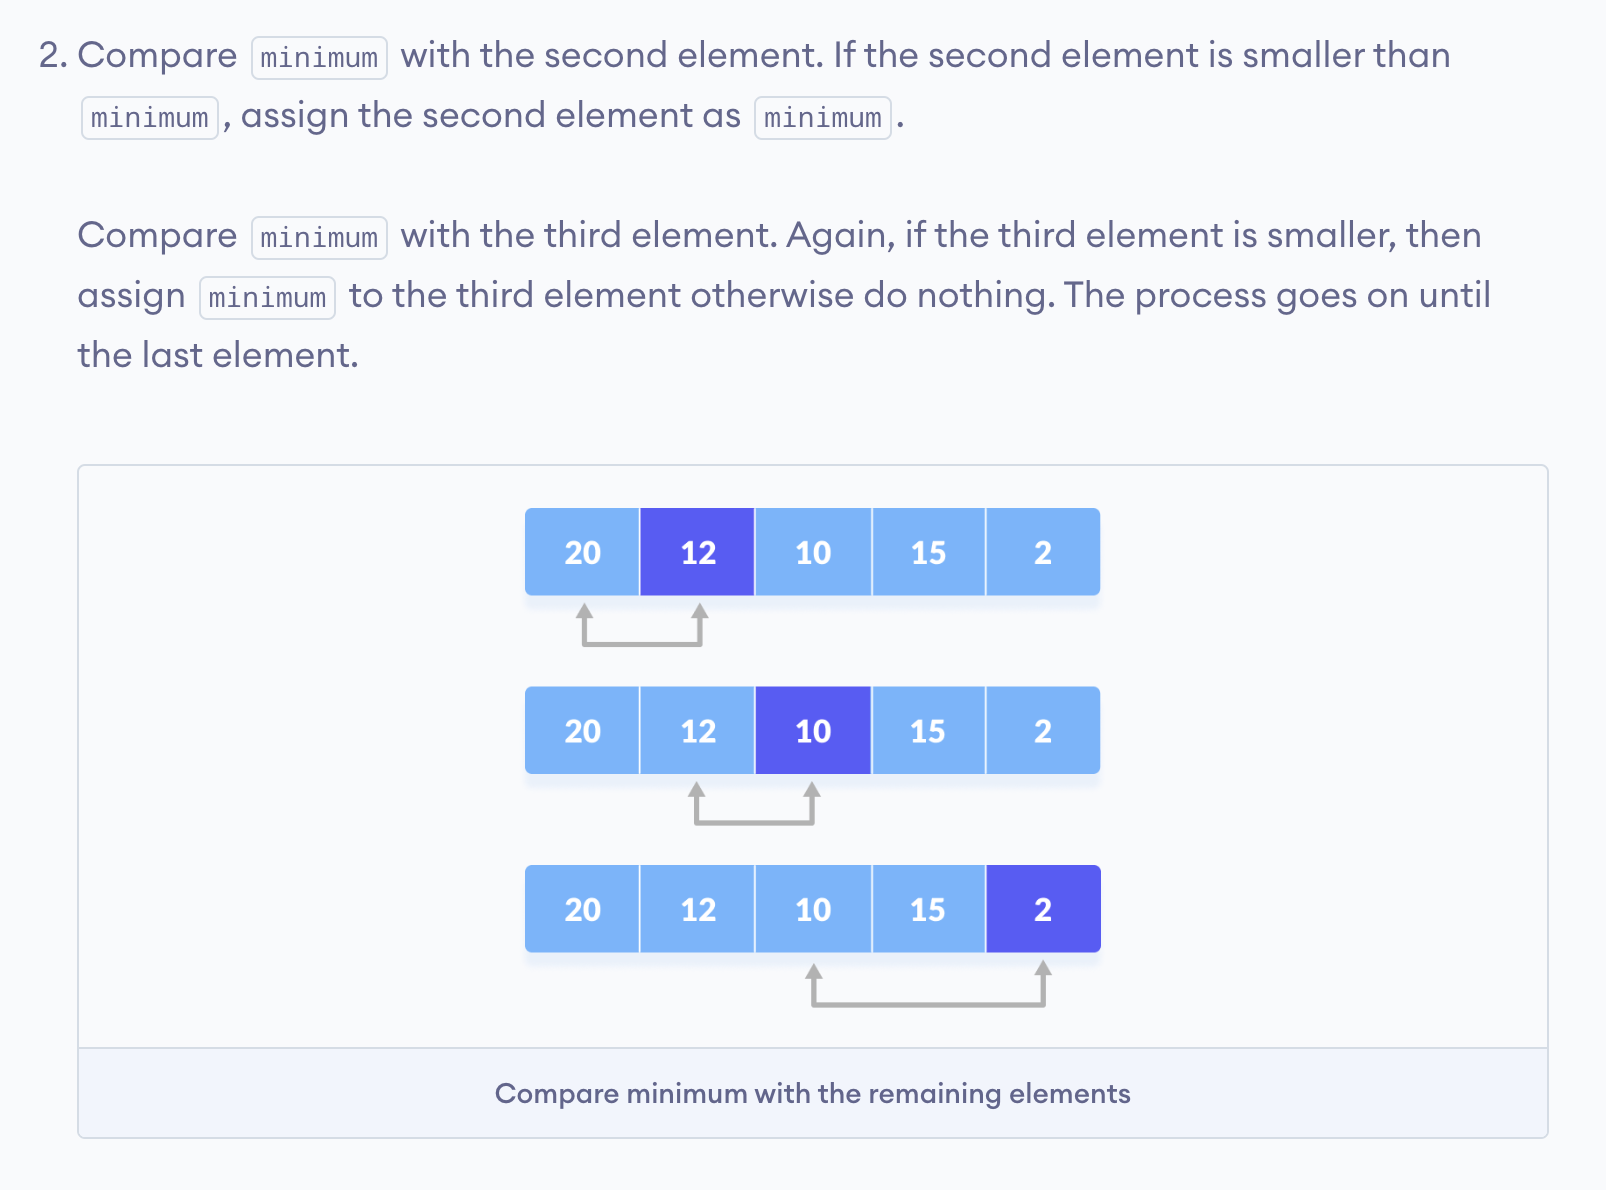 2. Compare minimum with the second element. If the second element is smaller than
minimum, assign the second element as minimum.
Compare minimum with the third element. Again, if the third element is smaller, then
assign minimum to the third element otherwise do nothing. The process goes on until
the last element.
20 12 10 15 2
20 12 10 15 2
20 12 10 15 2
Compare minimum with the remaining elements